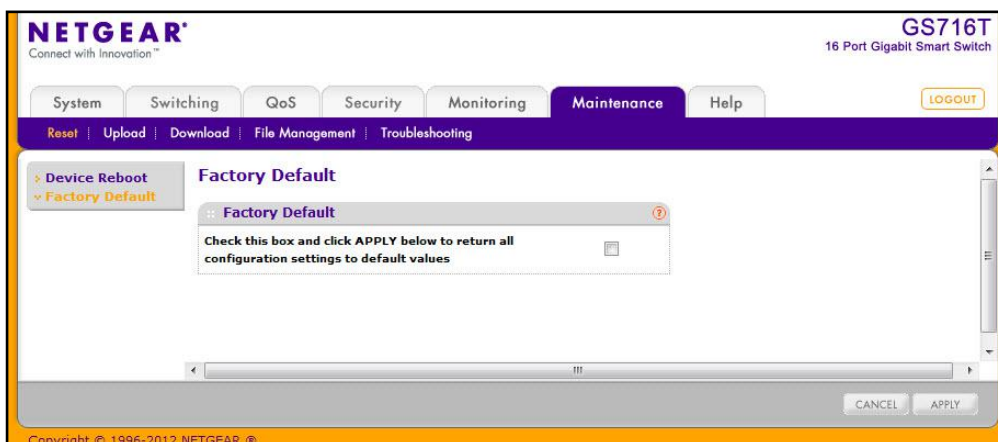 NETGEAR®
Connect with Innovation™
GS716T
16 Port Gigabit Smart Switch
System Switching QoS Security Monitoring Maintenance Help LOGOUT
Reset | Upload | Download | File Management | Troubleshooting
Device Reboot
Factory Default
Factory Default
Factory Default ?
Check this box and click APPLY below to return all
configuration settings to default values
CANCEL APPLY
Copyright © 1996-2012 NETGEAR ®